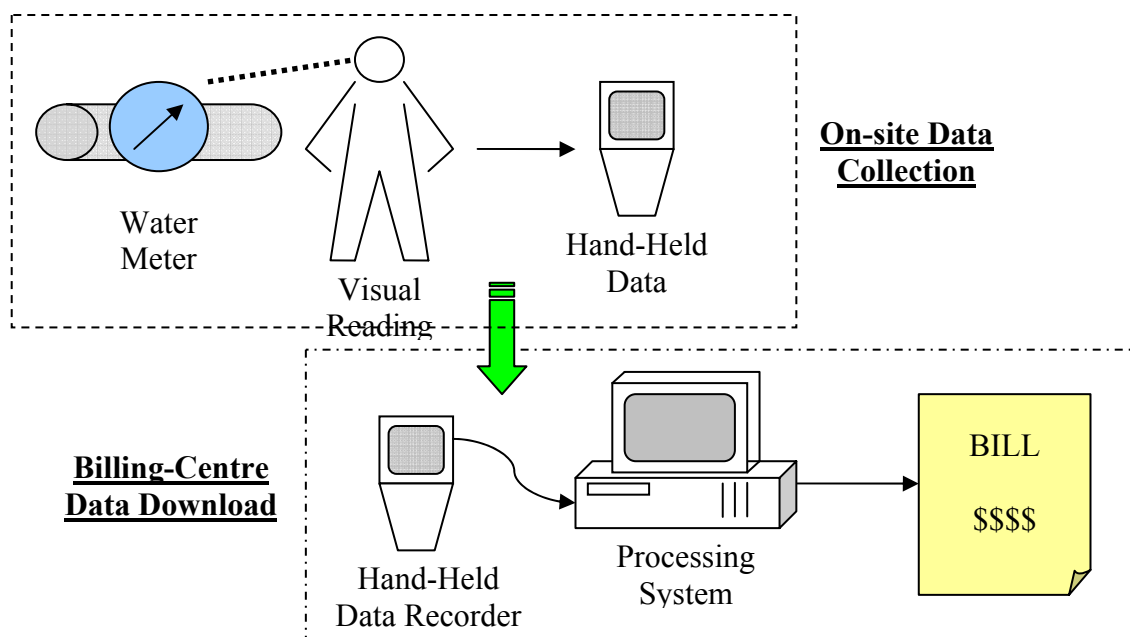 On-site Data
Collection
Water
Meter
Visual
Reading
Hand-Held
Data
Billing-Centre
Data Download
Hand-Held
Data Recorder
Processing
System
BILL
$$$$